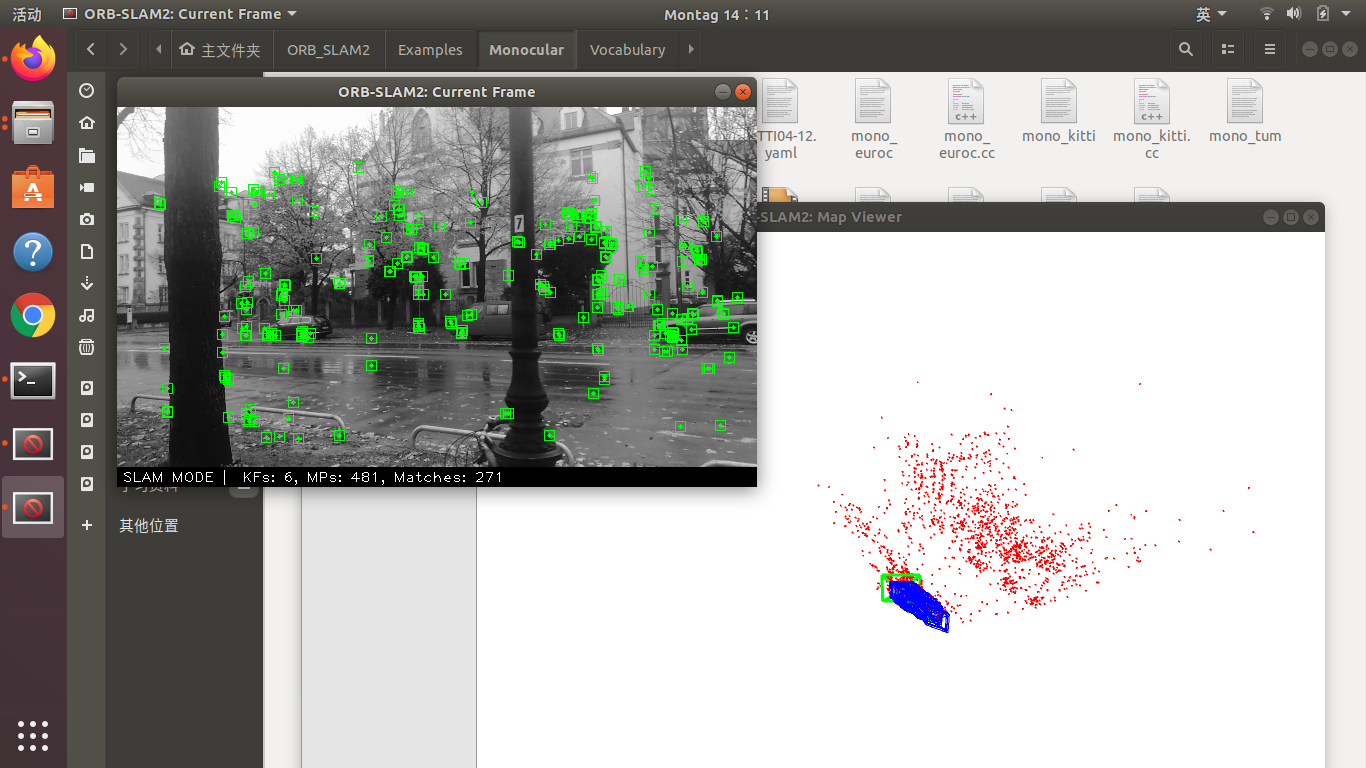 活动
ORB-SLAM2: Current Frame
Montag 14：11
英
主文件夹
ORB_SLAM2
Examples
Monocular
Vocabulary
ORB-SLAM2: Current Frame
TTI04-12.
yaml
mono_
euroc
mono_
euroc.cc
mono_kitti
mono_kitti.
cc
mono_tum
C++
C++
-SLAM2: Map Viewer
7
SLAM MODE | KFs: 6, MPs: 481, Matches: 271
其他位置